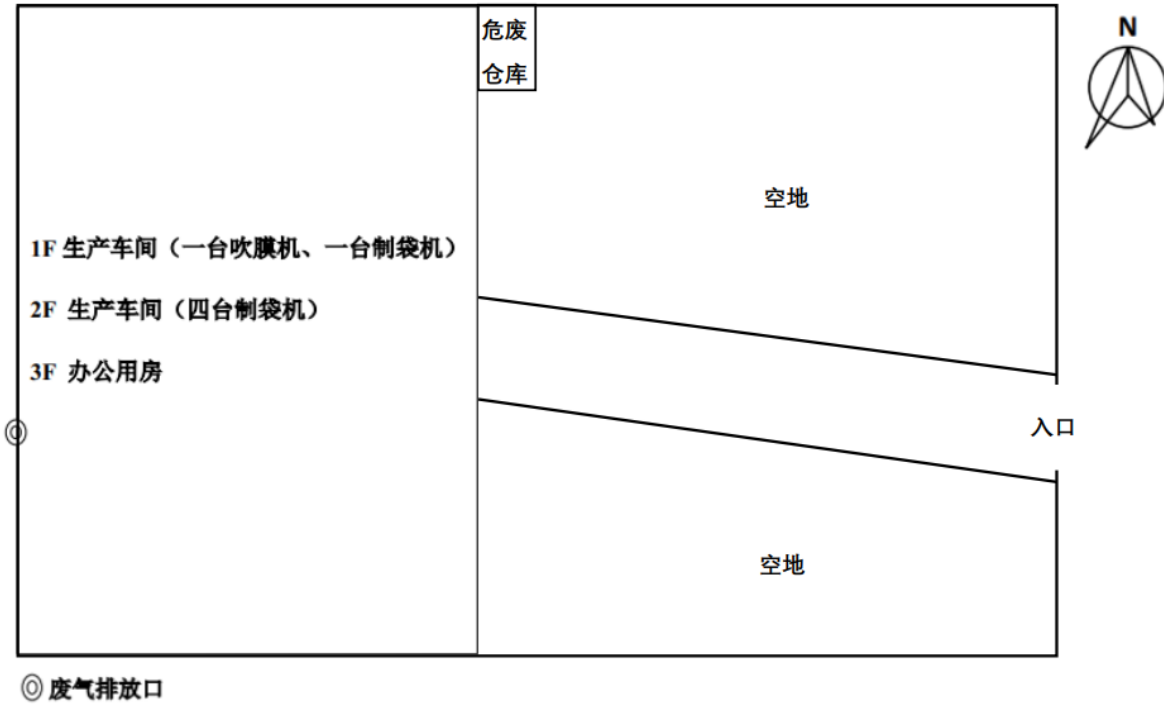 危废
仓库
N
空地
1F 生产车间（一台吹膜机、一台制袋机）
2F 生产车间（四台制袋机）
3F 办公用房
入口
空地
废气排放口